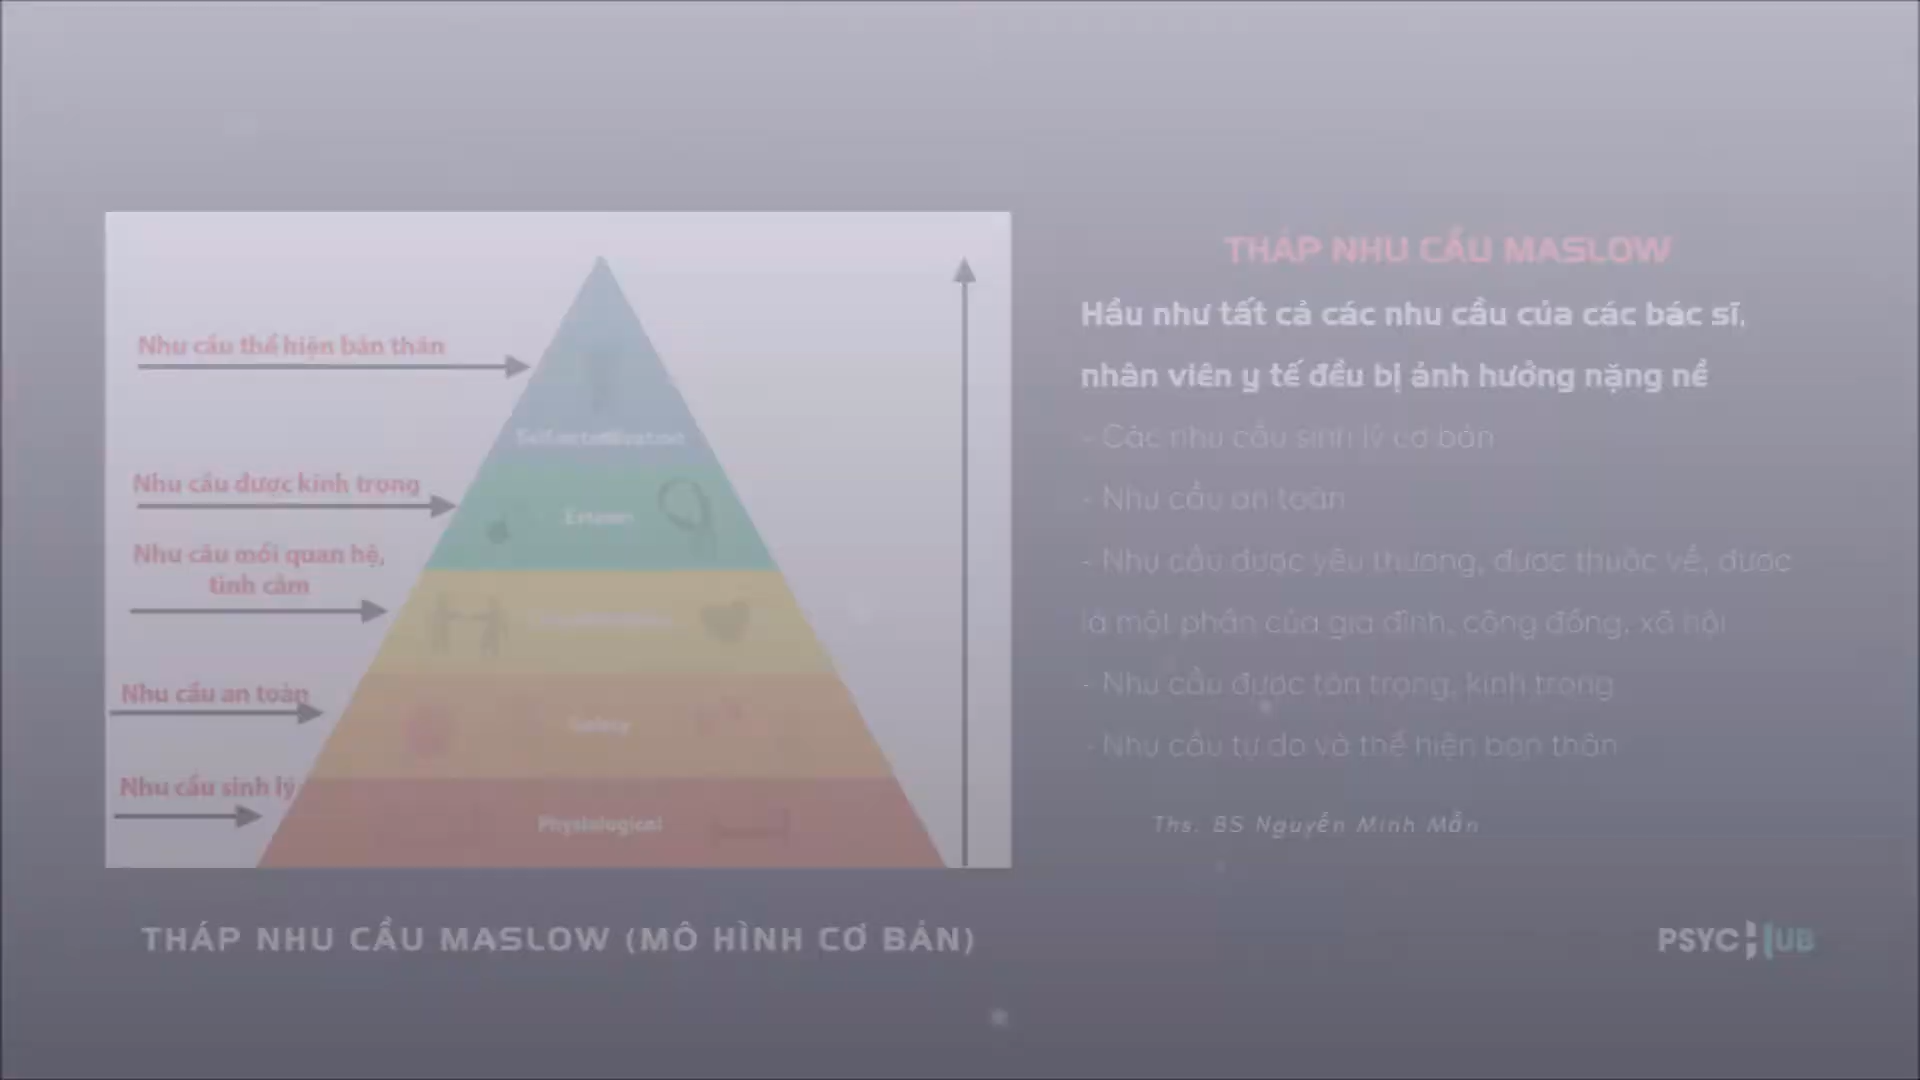 Nhu cầu thể hiện bản thân
Nhu cầu được kính trọng
Esteem
Nhu cầu mối quan hệ,
tình cảm
Nhu cầu an toàn
Safety
Nhu cầu sinh lý
Physiological
THÁP NHU CẦU MASLOW (MÔ HÌNH CƠ BẢN)
THÁP NHU CẦU MASLOW
Hầu như tất cả các nhu cầu của các bác sĩ,
nhân viên y tế đều bị ảnh hưởng nặng nề
- Các nhu cầu sinh lý cơ bản
- Nhu cầu an toàn
- Nhu cầu được yêu thương, được thuộc về, được
là một phần của gia đình, cộng đồng, xã hội
- Nhu cầu được tôn trọng, kính trọng
- Nhu cầu tự do và thể hiện bản thân
Ths. BS Nguyễn Minh Mẫn
PSYCHUB